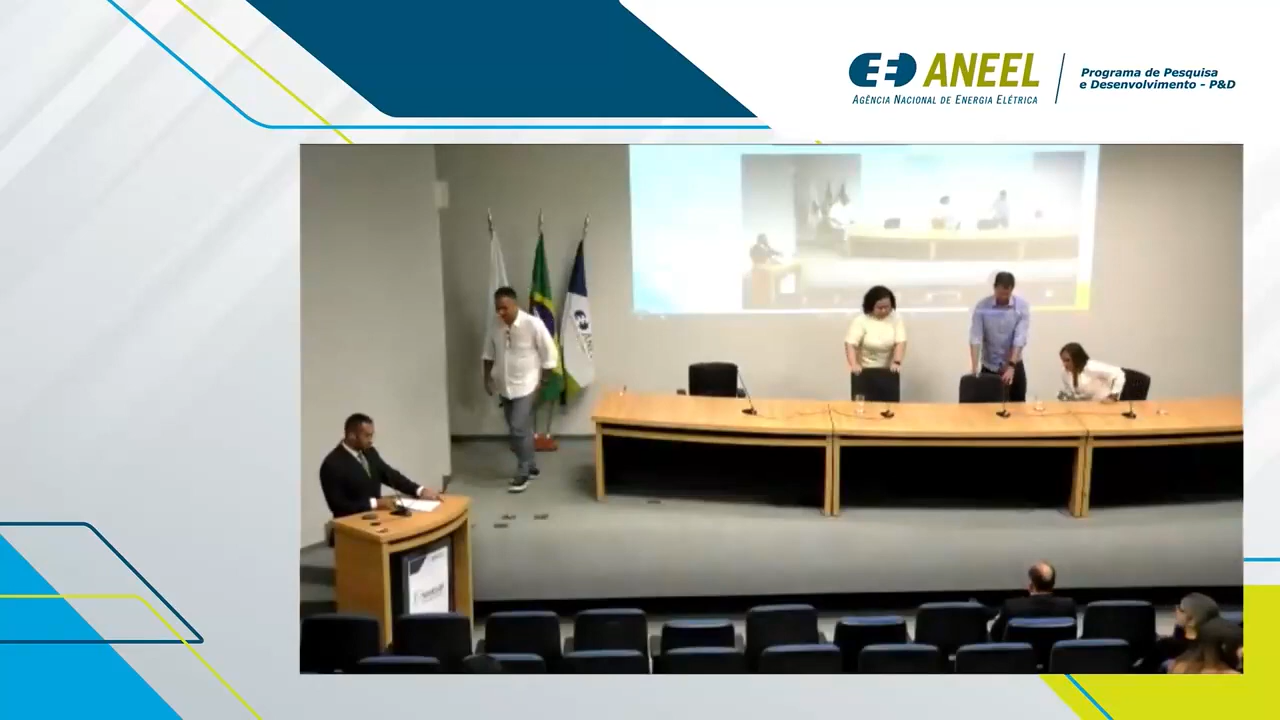 ANEEL
AGÊNCIA NACIONAL DE ENERGIA ELÉTRICA
Programa de Pesquisa
e Desenvolvimento - P&D